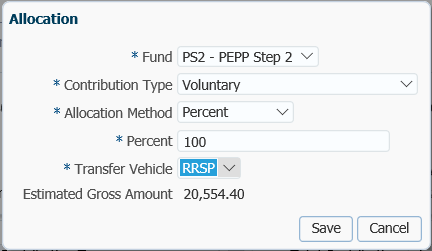 Allocation
* Fund PS2 - PEPP Step 2
* Contribution Type Voluntary
* Allocation Method Percent
* Percent 100
* Transfer Vehicle RRSP
Estimated Gross Amount 20,554.40
Save Cancel